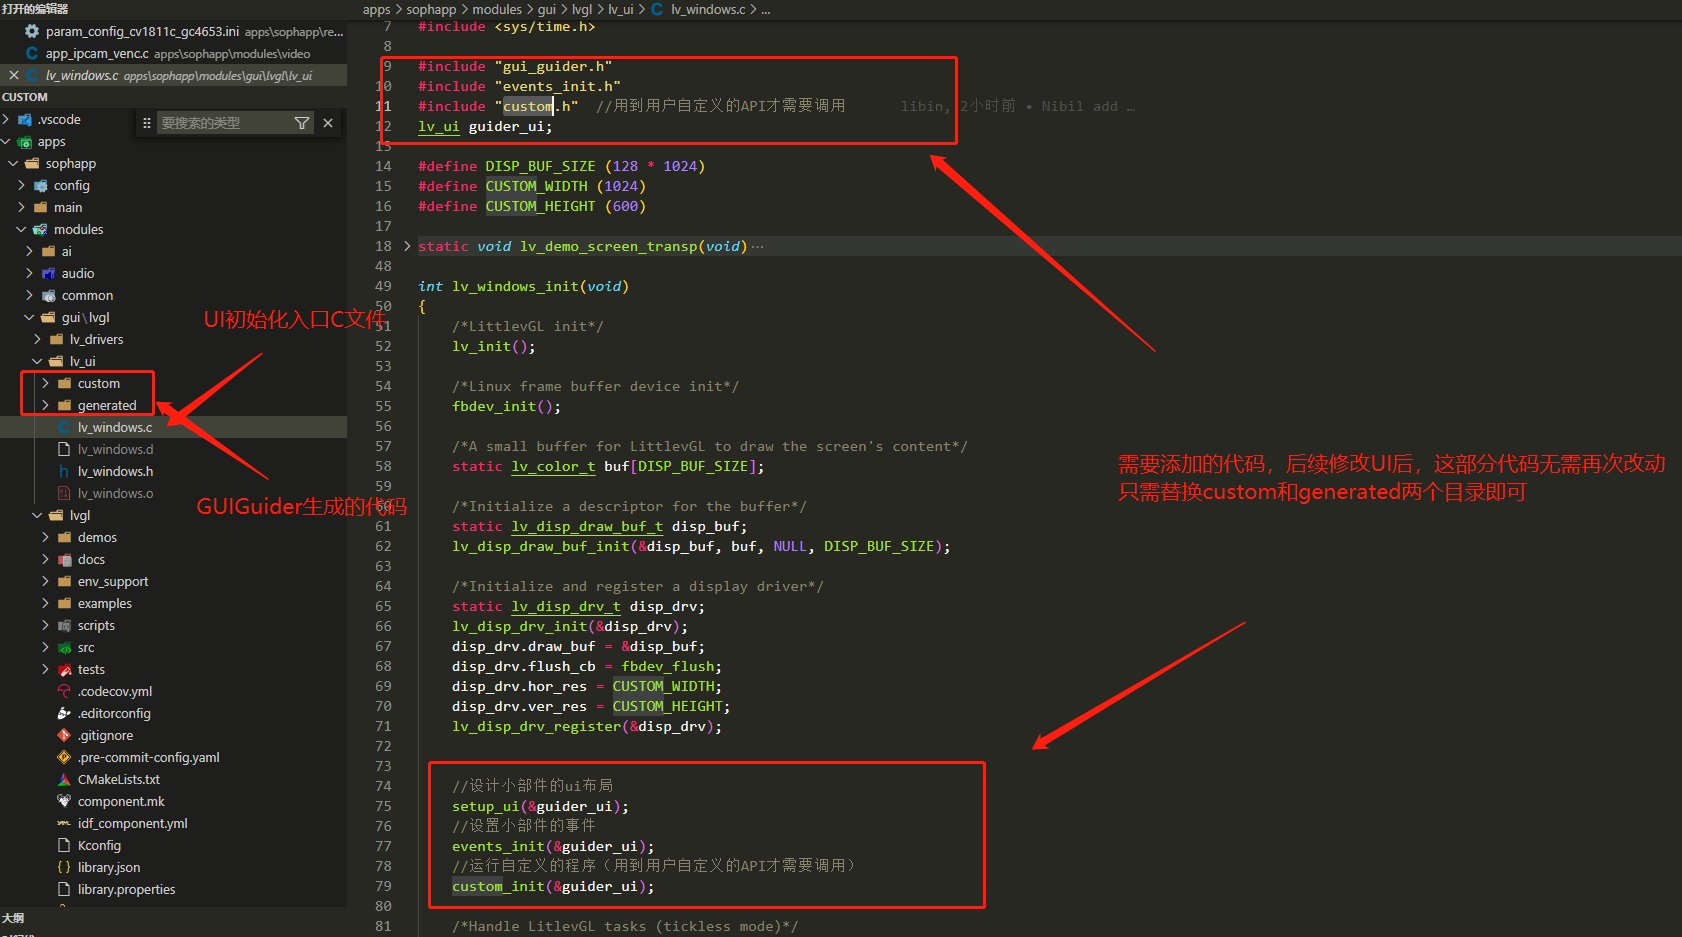 打开的编辑器
param_config_cv1811c_gc4653.ini apps\sophapp\re...
app_ipcam_venc.c apps\sophapp\modules\video
lv_windows.c apps\sophapp\modules\gui\lvgl\lv_ui
CUSTOM
.vscode
要搜索的类型
apps
sophapp
config
main
modules
ai
audio
common
gui\lvgl
lv_drivers
lv_ui
custom
generated
lv_windows.c
lv_windows.d
lv_windows.h
lv_windows.o
lvgl
demos
docs
env_support
examples
scripts
src
tests
.codecov.yml
.editorconfig
.gitignore
.pre-commit-config.yaml
CMakeLists.txt
component.mk
idf_component.yml
Kconfig
library.json
library.properties
大纲
UI初始化入口C文件
GUIGuider生成的代码
apps > sophapp > modules > gui > lvgl > lv_ui > C lv_windows.c > ...
7 #include <sys/time.h>
8
9 #include "gui_guider.h"
10 #include "events_init.h"
11 #include "custom.h" //用到用户自定义的API才需要调用 libin, 2小时前 • Nibil add …
12 lv_ui guider_ui;
13
14 #define DISP_BUF_SIZE (128 * 1024)
15 #define CUSTOM_WIDTH (1024)
16 #define CUSTOM_HEIGHT (600)
17
18 > static void lv_demo_screen_transp(void)…
48
49 int lv_windows_init(void)
50 {
51 /*LittlevGL init*/
52 lv_init();
53
54 /*Linux frame buffer device init*/
55 fbdev_init();
56
57 /*A small buffer for LittlevGL to draw the screen's content*/
58 static lv_color_t buf[DISP_BUF_SIZE];
59
60 /*Initialize a descriptor for the buffer*/
61 static lv_disp_draw_buf_t disp_buf;
62 lv_disp_draw_buf_init(&disp_buf, buf, NULL, DISP_BUF_SIZE);
63
64 /*Initialize and register a display driver*/
65 static lv_disp_drv_t disp_drv;
66 lv_disp_drv_init(&disp_drv);
67 disp_drv.draw_buf = &disp_buf;
68 disp_drv.flush_cb = fbdev_flush;
69 disp_drv.hor_res = CUSTOM_WIDTH;
70 disp_drv.ver_res = CUSTOM_HEIGHT;
71 lv_disp_drv_register(&disp_drv);
72
73
74 //设计小部件的ui布局
75 setup_ui(&guider_ui);
76 //设置小部件的事件
77 events_init(&guider_ui);
78 //运行自定义的程序（用到用户自定义的API才需要调用）
79 custom_init(&guider_ui);
80
81 /*Handle LitlevGL tasks (tickless mode)*/
需要添加的代码，后续修改UI后，这部分代码无需再次改动
只需替换custom和generated两个目录即可